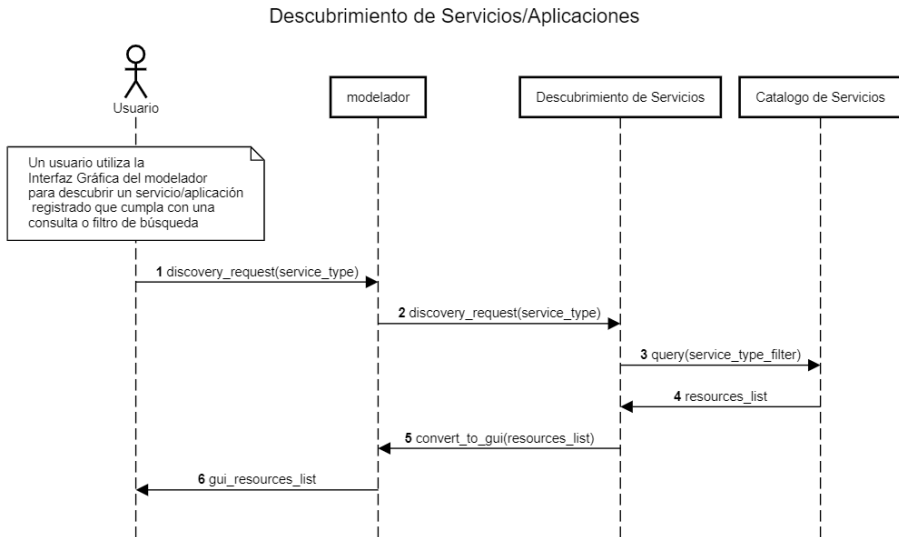 Descubrimiento de Servicios/Aplicaciones
Usuario
modelador
Descubrimiento de Servicios
Catalogo de Servicios
Un usuario utiliza la
Interfaz Gráfica del modelador
para descubrir un servicio/aplicación
registrado que cumpla con una
consulta o filtro de búsqueda
1 discovery_request(service_type)
2 discovery_request(service_type)
3 query(service_type_filter)
4 resources_list
5 convert_to_gui(resources_list)
6 gui_resources_list